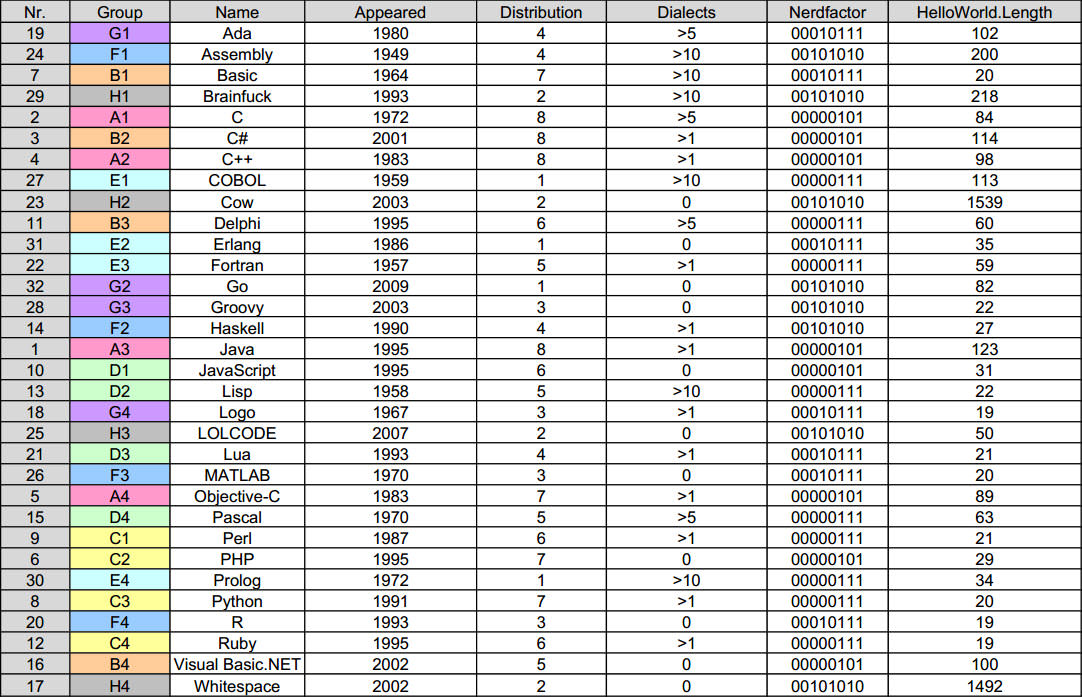 Nr. Group Name Appeared Distribution Dialects Nerdfactor HelloWorld.Length
19 G1 Ada 1980 4 >5 00010111 102
24 F1 Assembly 1949 4 >10 00101010 200
7 B1 Basic 1964 7 >10 00010111 20
29 H1 Brainfuck 1993 2 >10 00101010 218
2 A1 C 1972 8 >5 00000101 84
3 B2 C# 2001 8 >1 00000101 114
4 A2 C++ 1983 8 >1 00000101 98
27 E1 COBOL 1959 1 >10 00000111 113
23 H2 Cow 2003 2 0 00101010 1539
11 B3 Delphi 1995 6 >5 00000111 60
31 E2 Erlang 1986 1 0 00010111 35
22 E3 Fortran 1957 5 >1 00000111 59
32 G2 Go 2009 1 0 00101010 82
28 G3 Groovy 2003 3 0 00101010 22
14 F2 Haskell 1990 4 >1 00101010 27
1 A3 Java 1995 8 >1 00000101 123
10 D1 JavaScript 1995 6 0 00000101 31
13 D2 Lisp 1958 5 >10 00000111 22
18 G4 Logo 1967 3 >1 00010111 19
25 H3 LOLCODE 2007 2 0 00101010 50
21 D3 Lua 1993 4 >1 00010111 21
26 F3 MATLAB 1970 3 0 00010111 20
5 A4 Objective-C 1983 7 >1 00000101 89
15 D4 Pascal 1970 5 >5 00000111 63
9 C1 Perl 1987 6 >1 00000111 21
6 C2 PHP 1995 7 0 00000101 29
30 E4 Prolog 1972 1 >10 00000111 34
8 C3 Python 1991 7 >1 00000111 20
20 F4 R 1993 3 0 00010111 19
12 C4 Ruby 1995 6 >1 00000111 19
16 B4 Visual Basic.NET 2002 5 0 00000101 100
17 H4 Whitespace 2002 2 0 00101010 1492